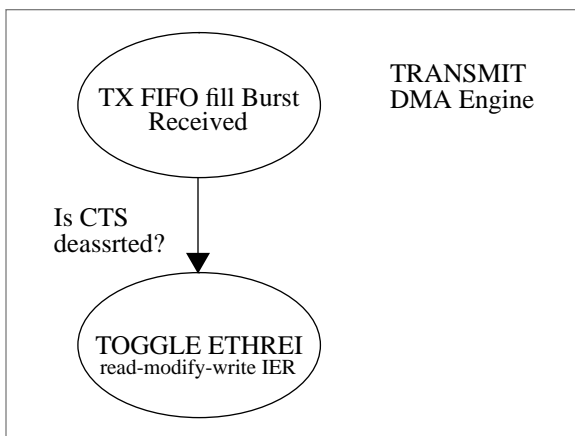 TX FIFO fill Burst
Received
TRANSMIT
DMA Engine
Is CTS
deassrted?
TOGGLE ETHREI
read-modify-write IER